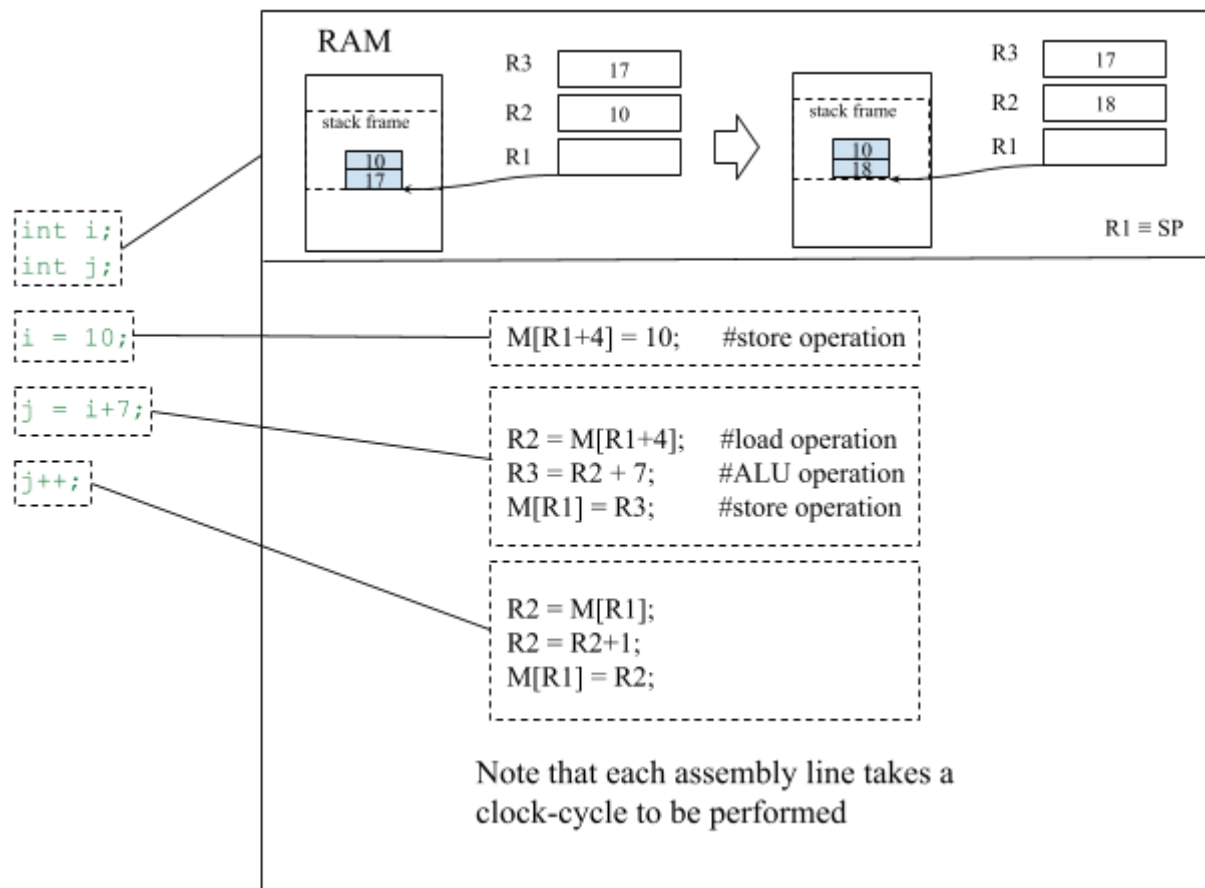 RAM
stack frame
10
17
R3 17
R2 10
R1
stack frame
10
18
R3 17
R2 18
R1
R1 ≡ SP
int i;
int j;
i = 10;
M[R1+4] = 10; #store operation
j = i+7;
R2 = M[R1+4]; #load operation
R3 = R2 + 7; #ALU operation
M[R1] = R3; #store operation
j++;
R2 = M[R1];
R2 = R2+1;
M[R1] = R2;
Note that each assembly line takes a
clock-cycle to be performed